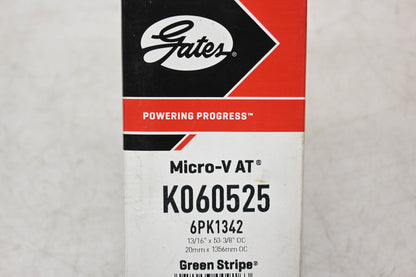 Gates®
POWERING PROGRESS™
Micro-V AT®
K060525
6PK1342
13/16" x 53-3/8" OC
20mm x 1356mm OC
Green Stripe®